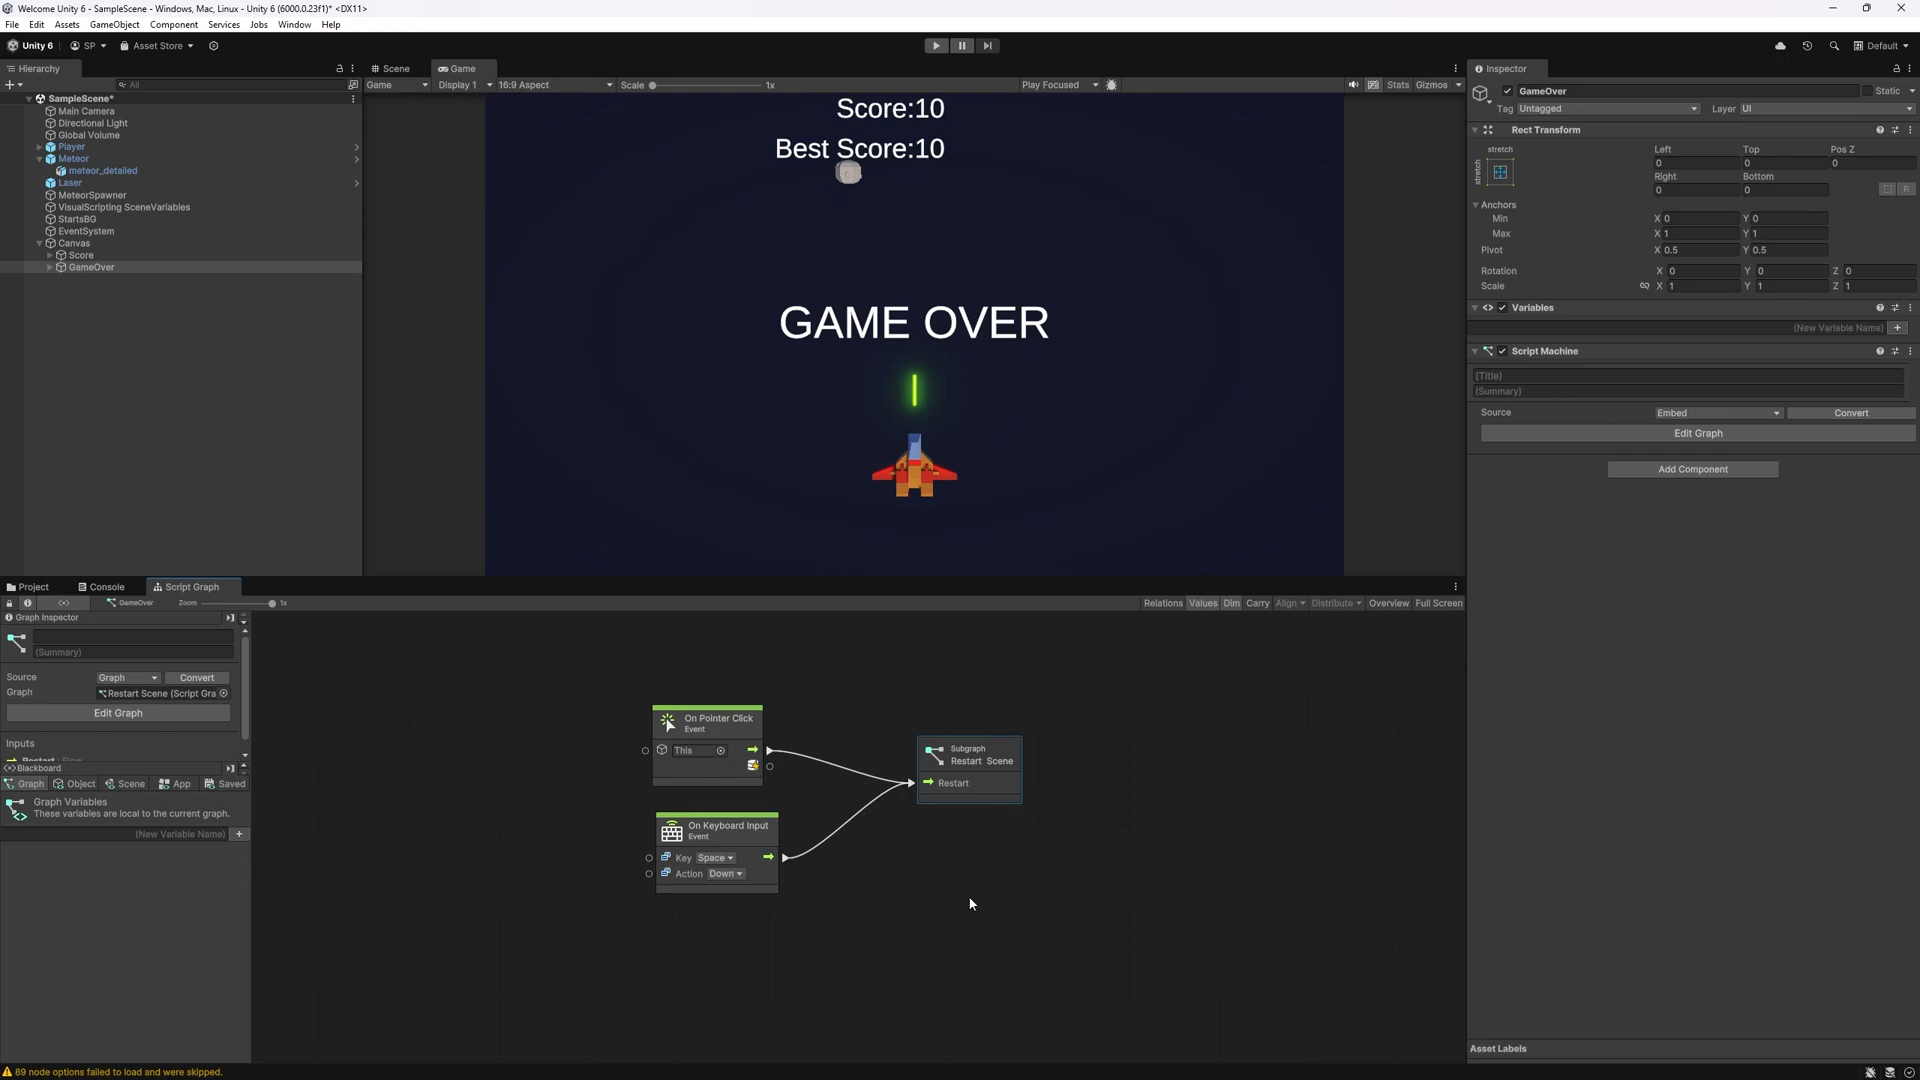 Welcome Unity 6 - SampleScene - Windows, Mac, Linux - Unity 6 (6000.0.23f1)* <DX11>
File Edit Assets GameObject Component Services Jobs Window Help
Unity 6 SP Asset Store Default
Hierarchy
All
SampleScene*
Main Camera
Directional Light
Global Volume
Player
Meteor
meteor_detailed
Laser
MeteorSpawner
VisualScripting SceneVariables
StartsBG
EventSystem
Canvas
Score
GameOver
Scene Game
Game Display 1 16:9 Aspect Scale 1x Play Focused Stats Gizmos
Score:10
Best Score:10
GAME OVER
Inspector
GameOver Static
Tag Untagged Layer UI
Rect Transform
stretch Left Top Pos Z
stretch 0 0 0
Right Bottom
0 0 R
Anchors
Min X 0 Y 0
Max X 1 Y 1
Pivot X 0.5 Y 0.5
Rotation X 0 Y 0 Z 0
Scale X 1 Y 1 Z 1
Variables
(New Variable Name) +
Script Machine
(Title)
(Summary)
Source Embed Convert
Edit Graph
Add Component
Asset Labels
Project Console Script Graph
GameOver Zoom 1x Relations Values Dim Carry Align Distribute Overview Full Screen
Graph Inspector
(Summary)
Source Graph Convert
Graph Restart Scene (Script Gra
Edit Graph
Inputs
Blackboard
Graph Object Scene App Saved
Graph Variables
These variables are local to the current graph.
(New Variable Name) +
On Pointer Click
Event
This
Subgraph
Restart Scene
Restart
On Keyboard Input
Event
Key Space
Action Down
89 node options failed to load and were skipped.